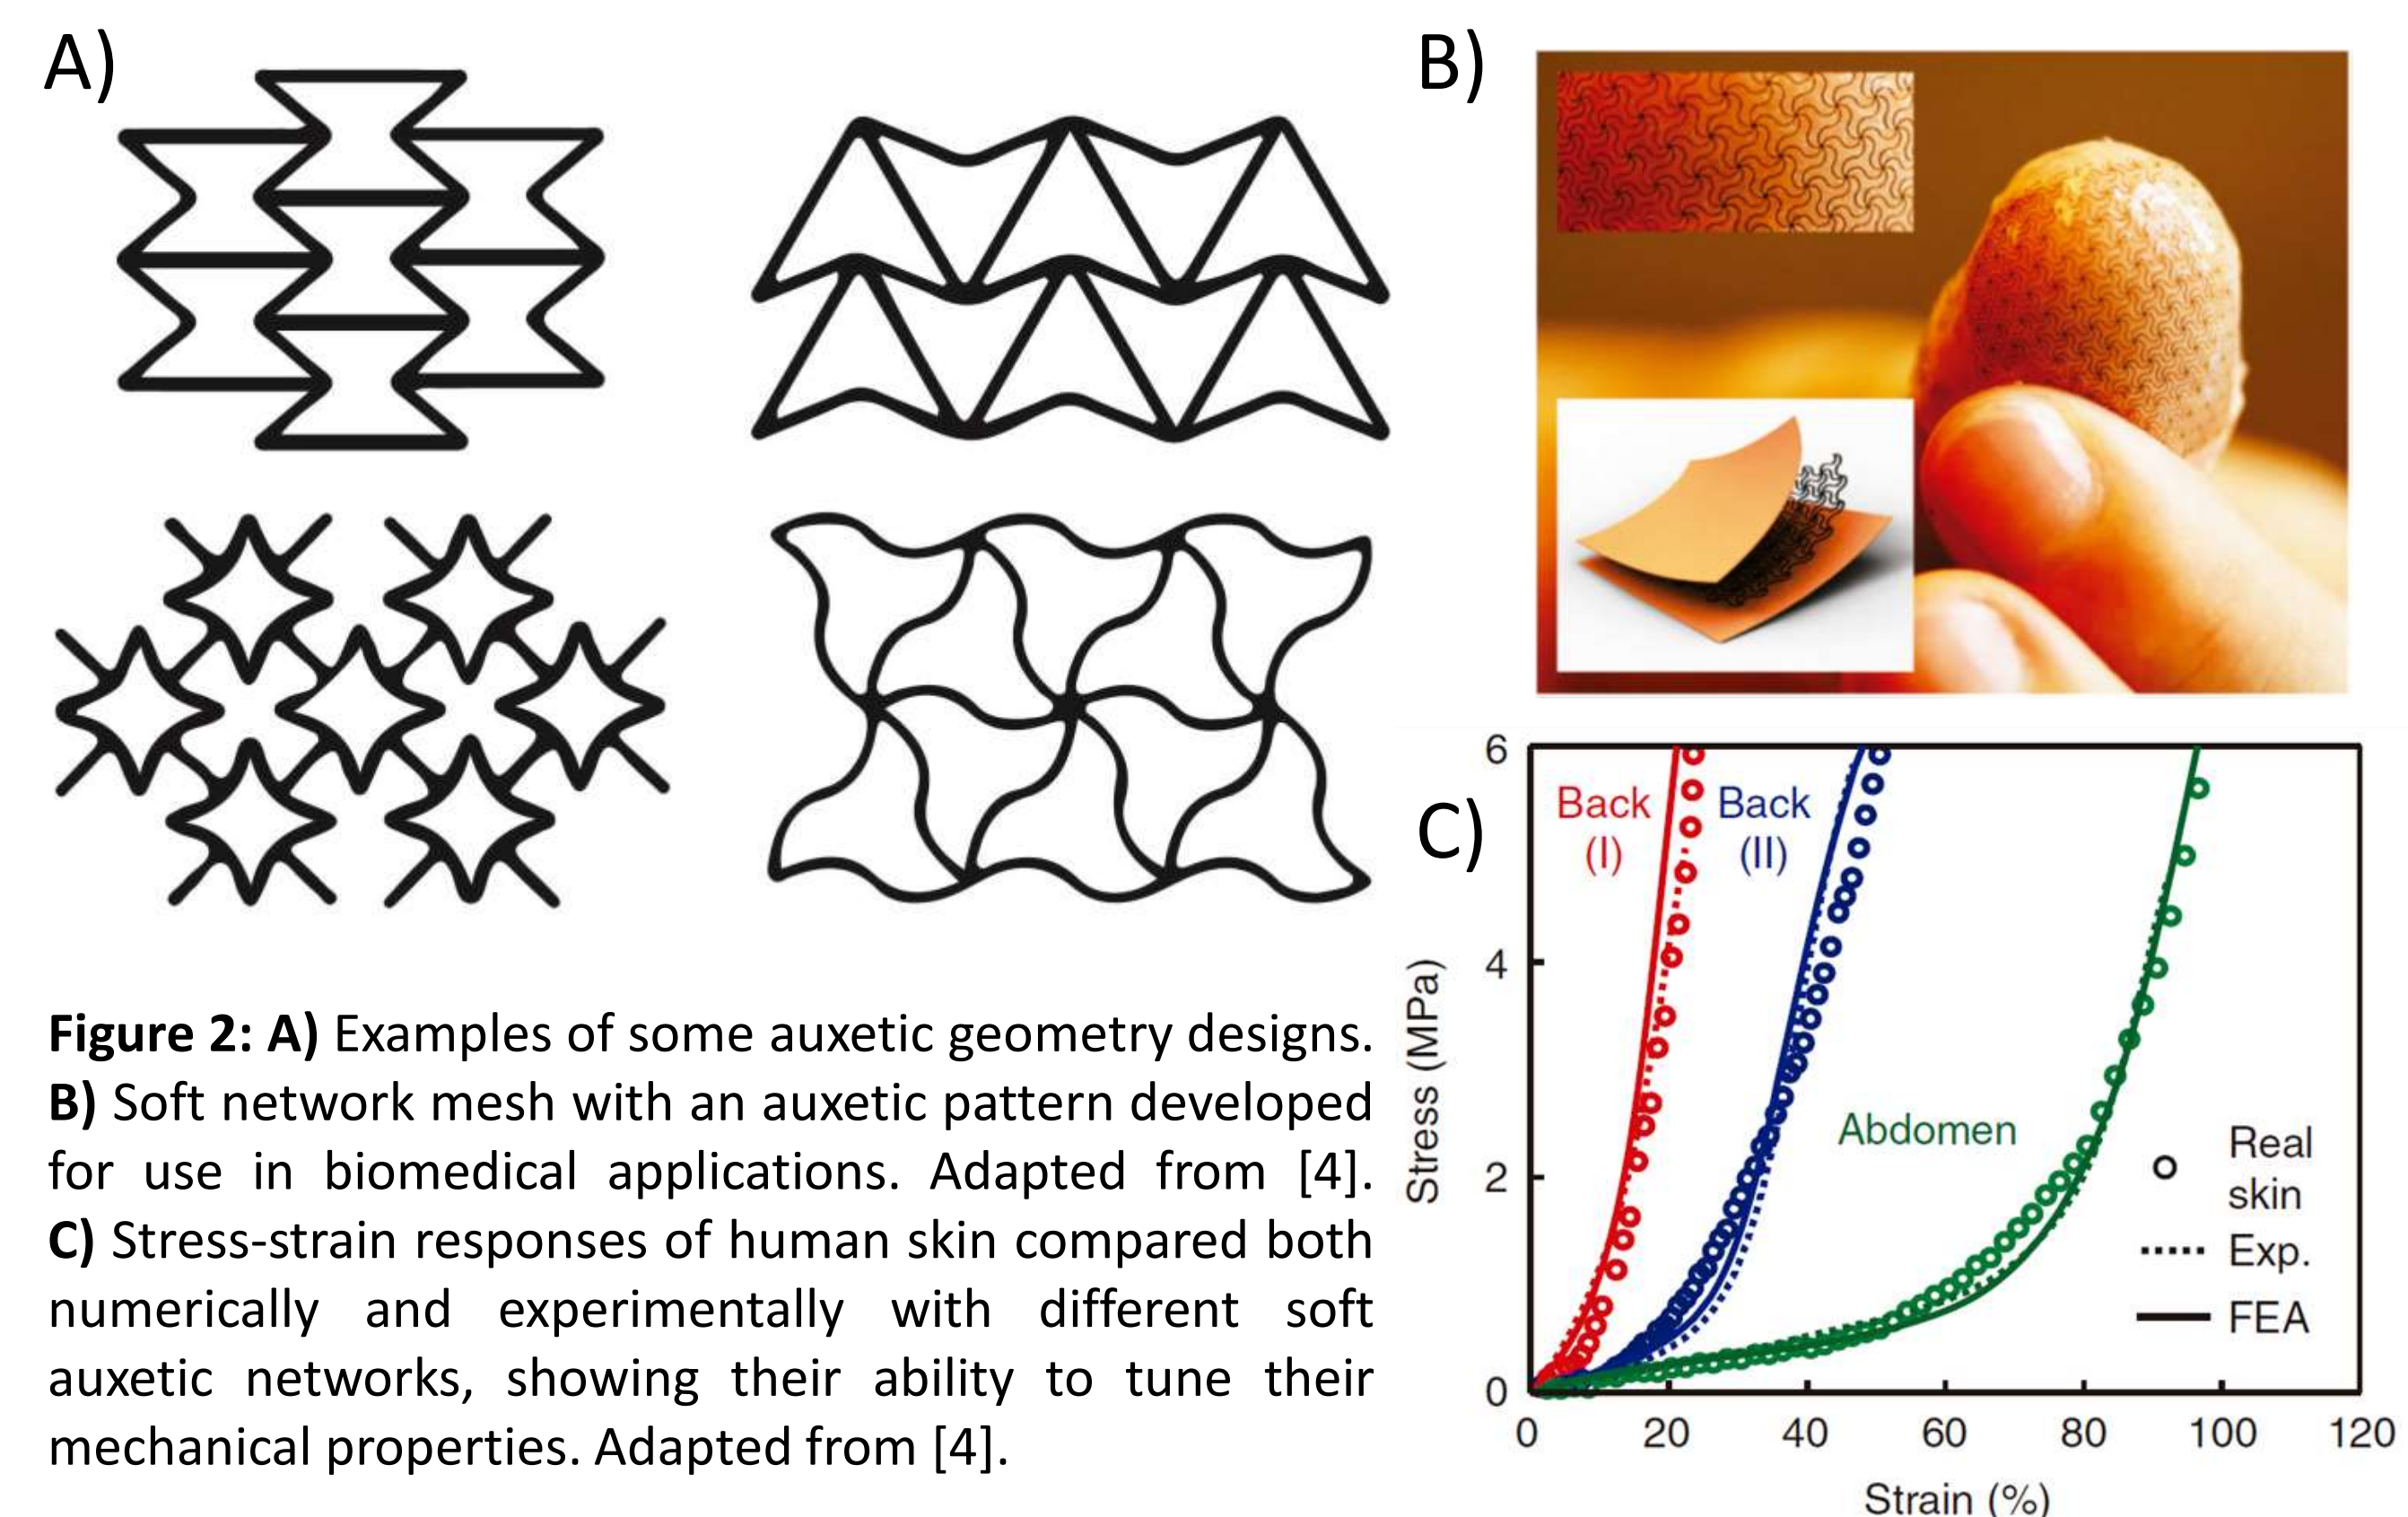 A)
B)
Figure 2: A) Examples of some auxetic geometry designs.
B) Soft network mesh with an auxetic pattern developed
for use in biomedical applications. Adapted from [4].
C) Stress-strain responses of human skin compared both
numerically and experimentally with different soft
auxetic networks, showing their ability to tune their
mechanical properties. Adapted from [4].
C)
Stress (MPa)
6
4
2
0
Back
(I)
Back
(II)
Abdomen
Real
skin
Exp.
FEA
0 20 40 60 80 100 120
Strain (%)